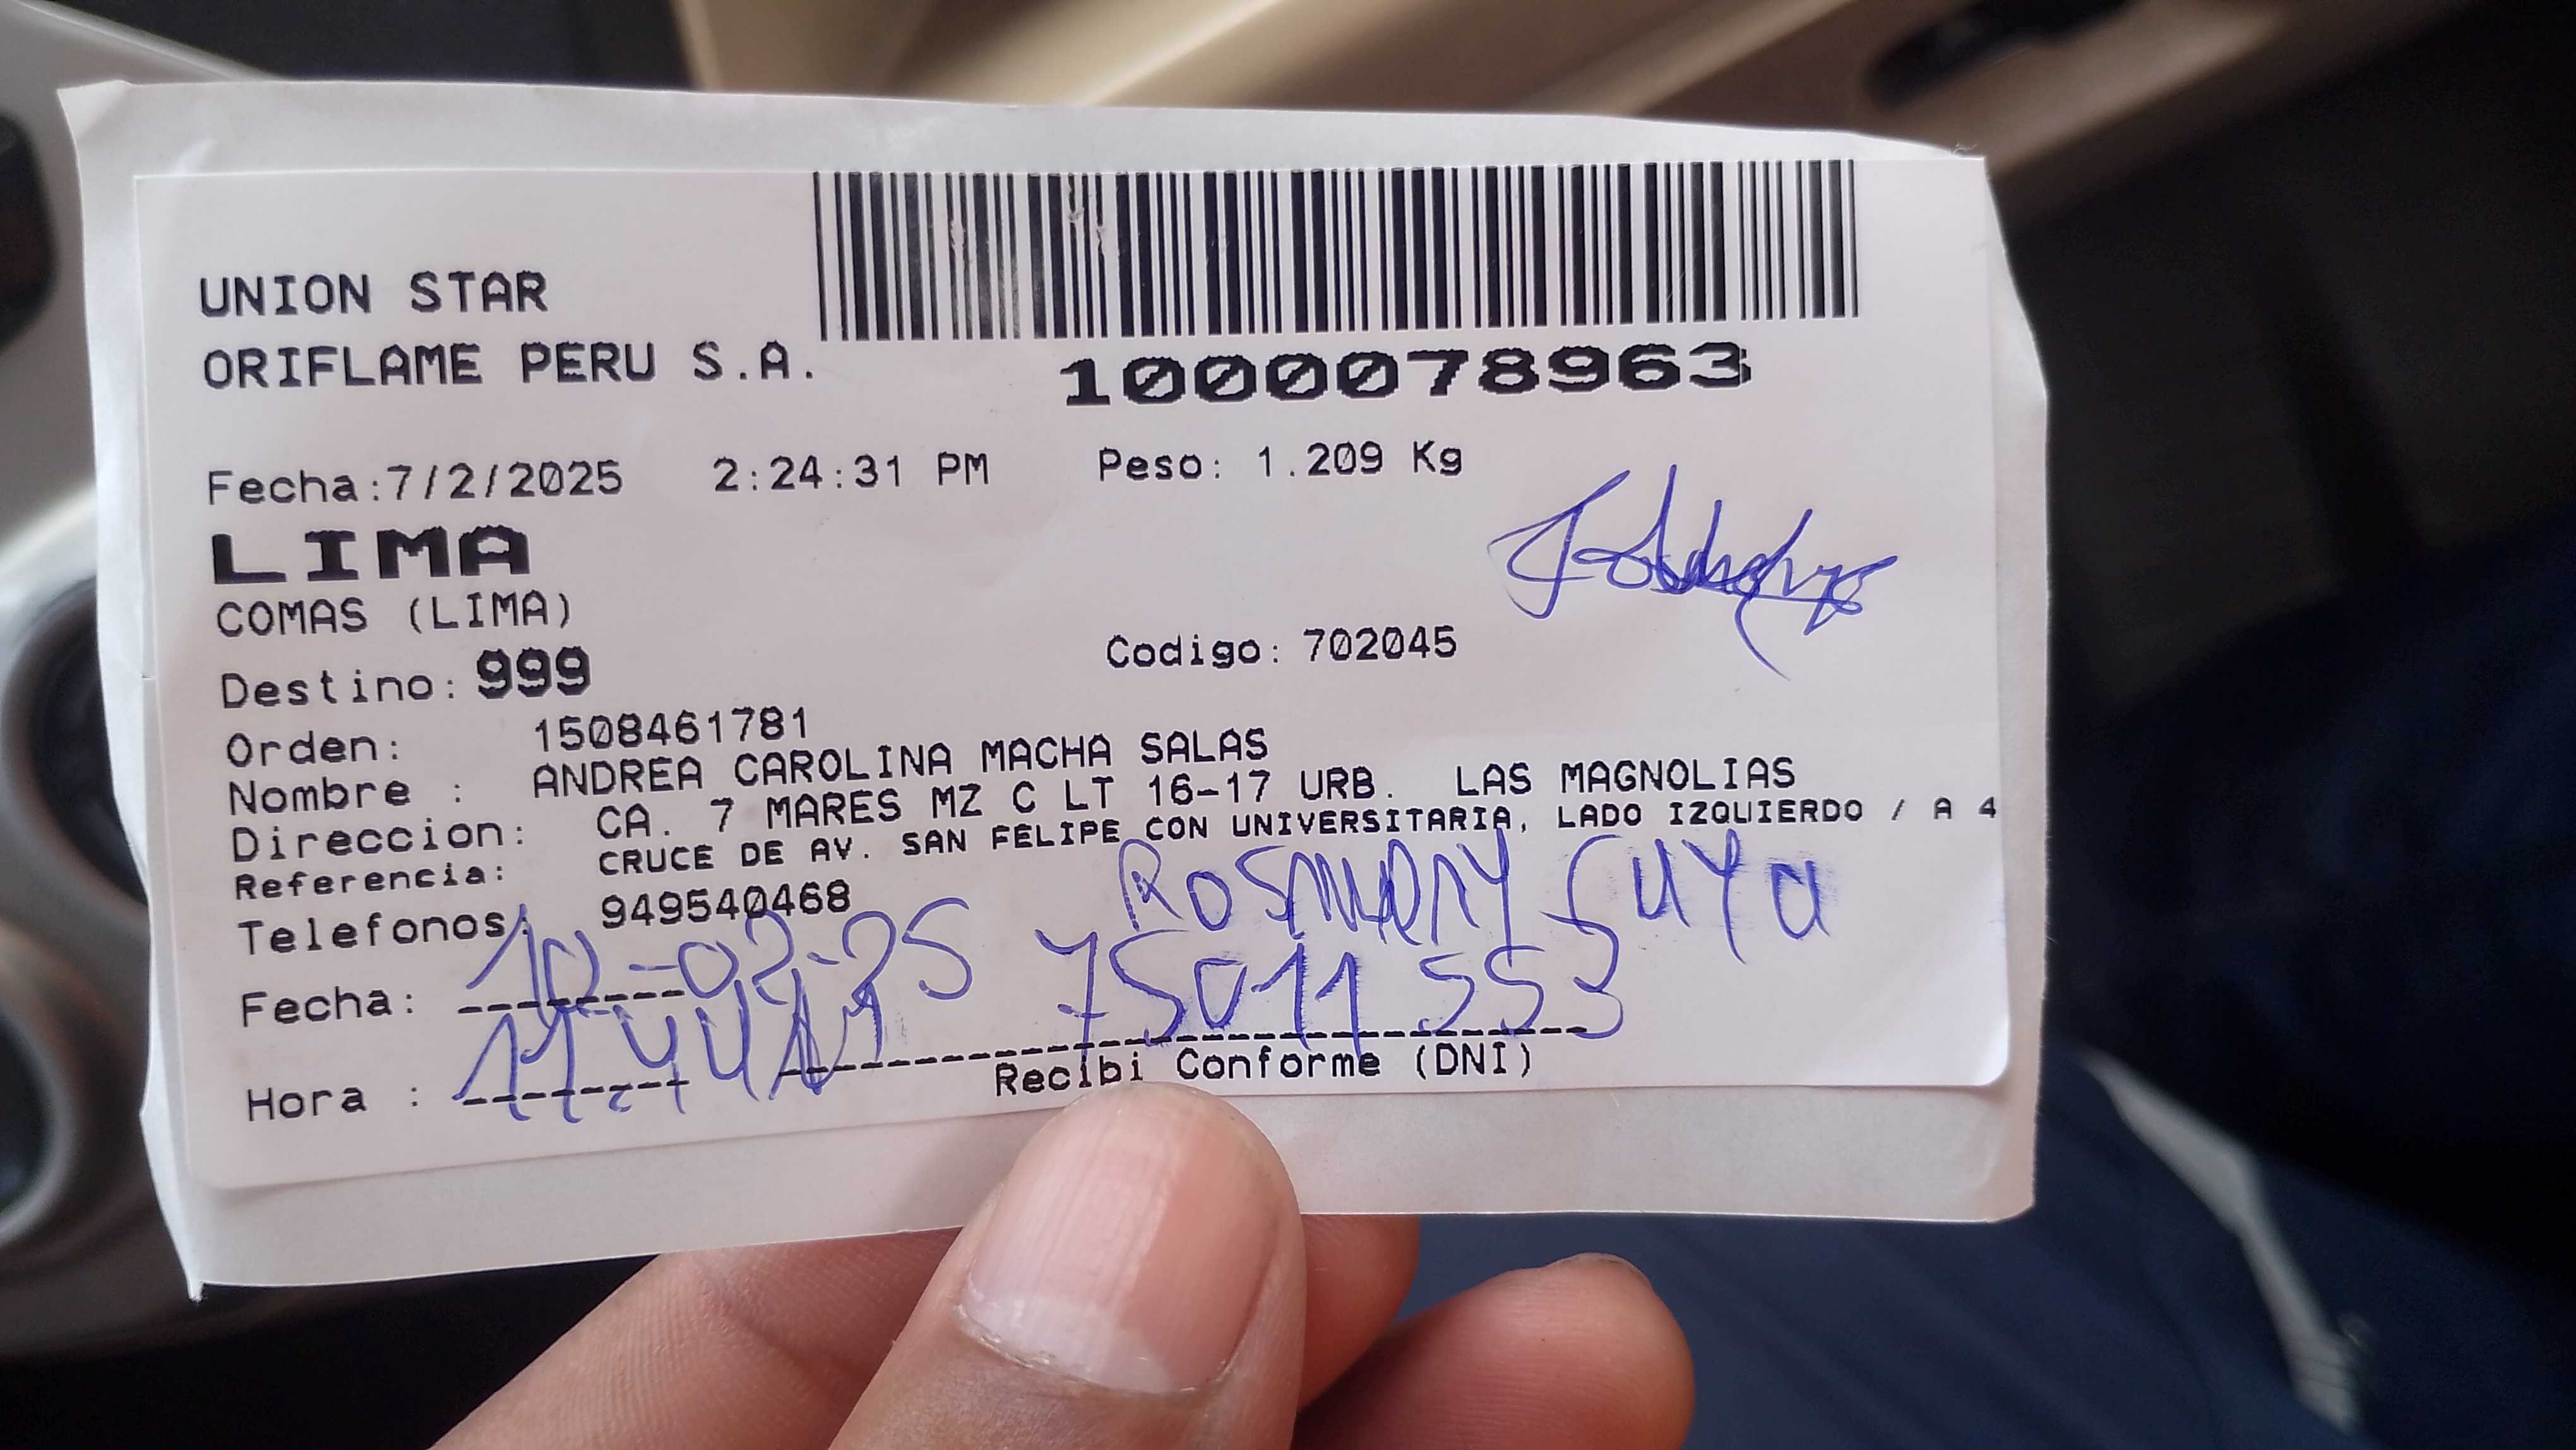 UNION STAR
ORIFLAME PERU S.A.
1000078963
Fecha:7/2/2025 2:24:31 PM Peso: 1.209 Kg
LIMA
COMAS (LIMA)
Destino: 999 Codigo: 702045
Orden: 1508461781
Nombre : ANDREA CAROLINA MACHA SALAS
Direccion: CA. 7 MARES MZ C LT 16-17 URB. LAS MAGNOLIAS
Referencia: CRUCE DE AV. SAN FELIPE CON UNIVERSITARIA, LADO IZQUIERDO / A 4
Telefonos: 949540468 Rosmery Cuya
Fecha: 10-02-25 75011553
Hora : 11:44
Recibi Conforme (DNI)